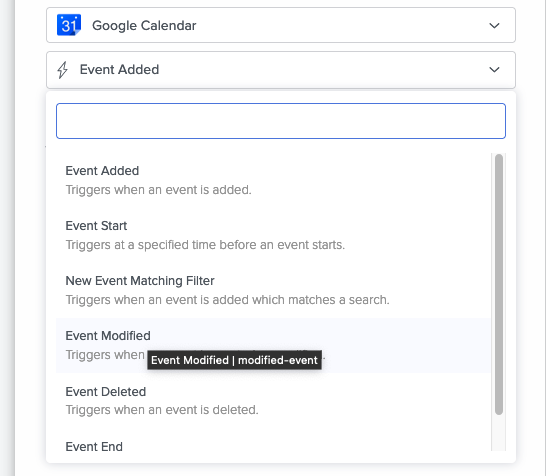 31 Google Calendar
Event Added
Event Added
Triggers when an event is added.
Event Start
Triggers at a specified time before an event starts.
New Event Matching Filter
Triggers when an event is added which matches a search.
Event Modified
Triggers when
Event Modified | modified-event
Event Deleted
Triggers when an event is deleted.
Event End